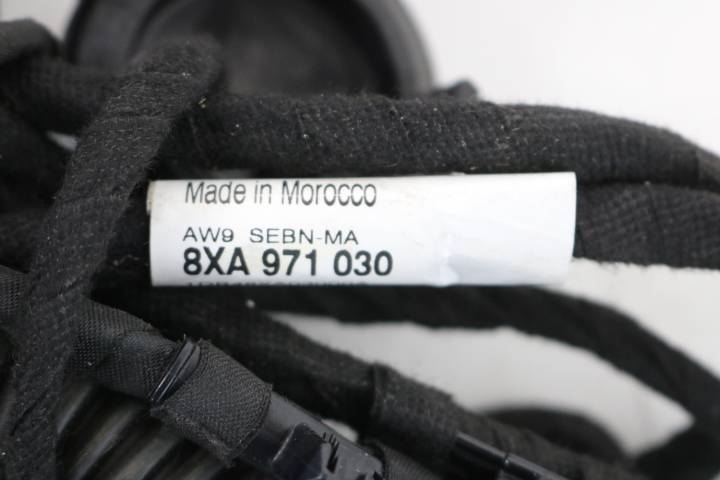 Made in Morocco
AW9 SEBN-MA
8XA 971 030